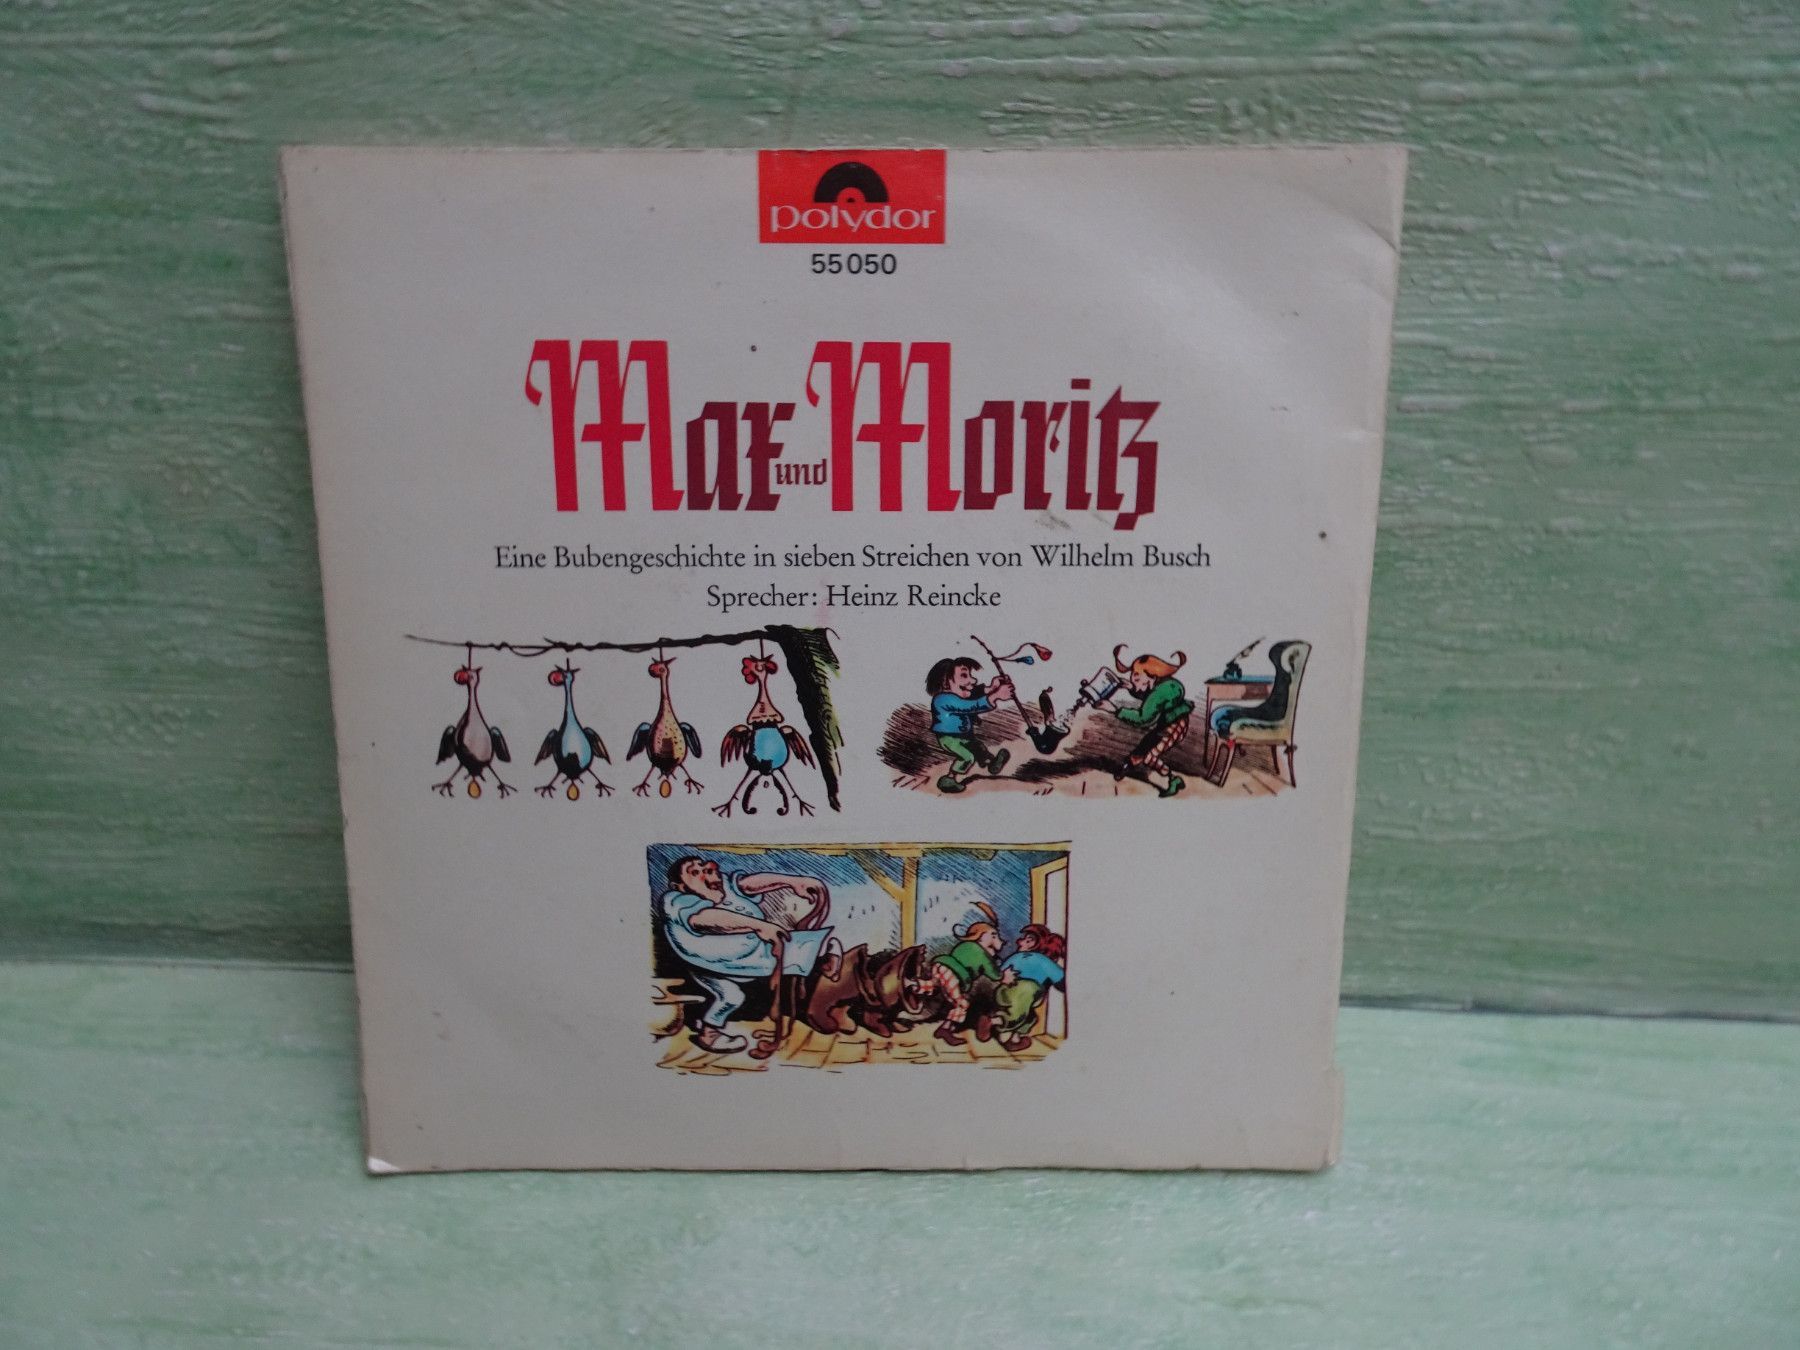 polydor
55050
Max und Moritz
Eine Bubengeschichte in sieben Streichen von Wilhelm Busch
Sprecher: Heinz Reincke